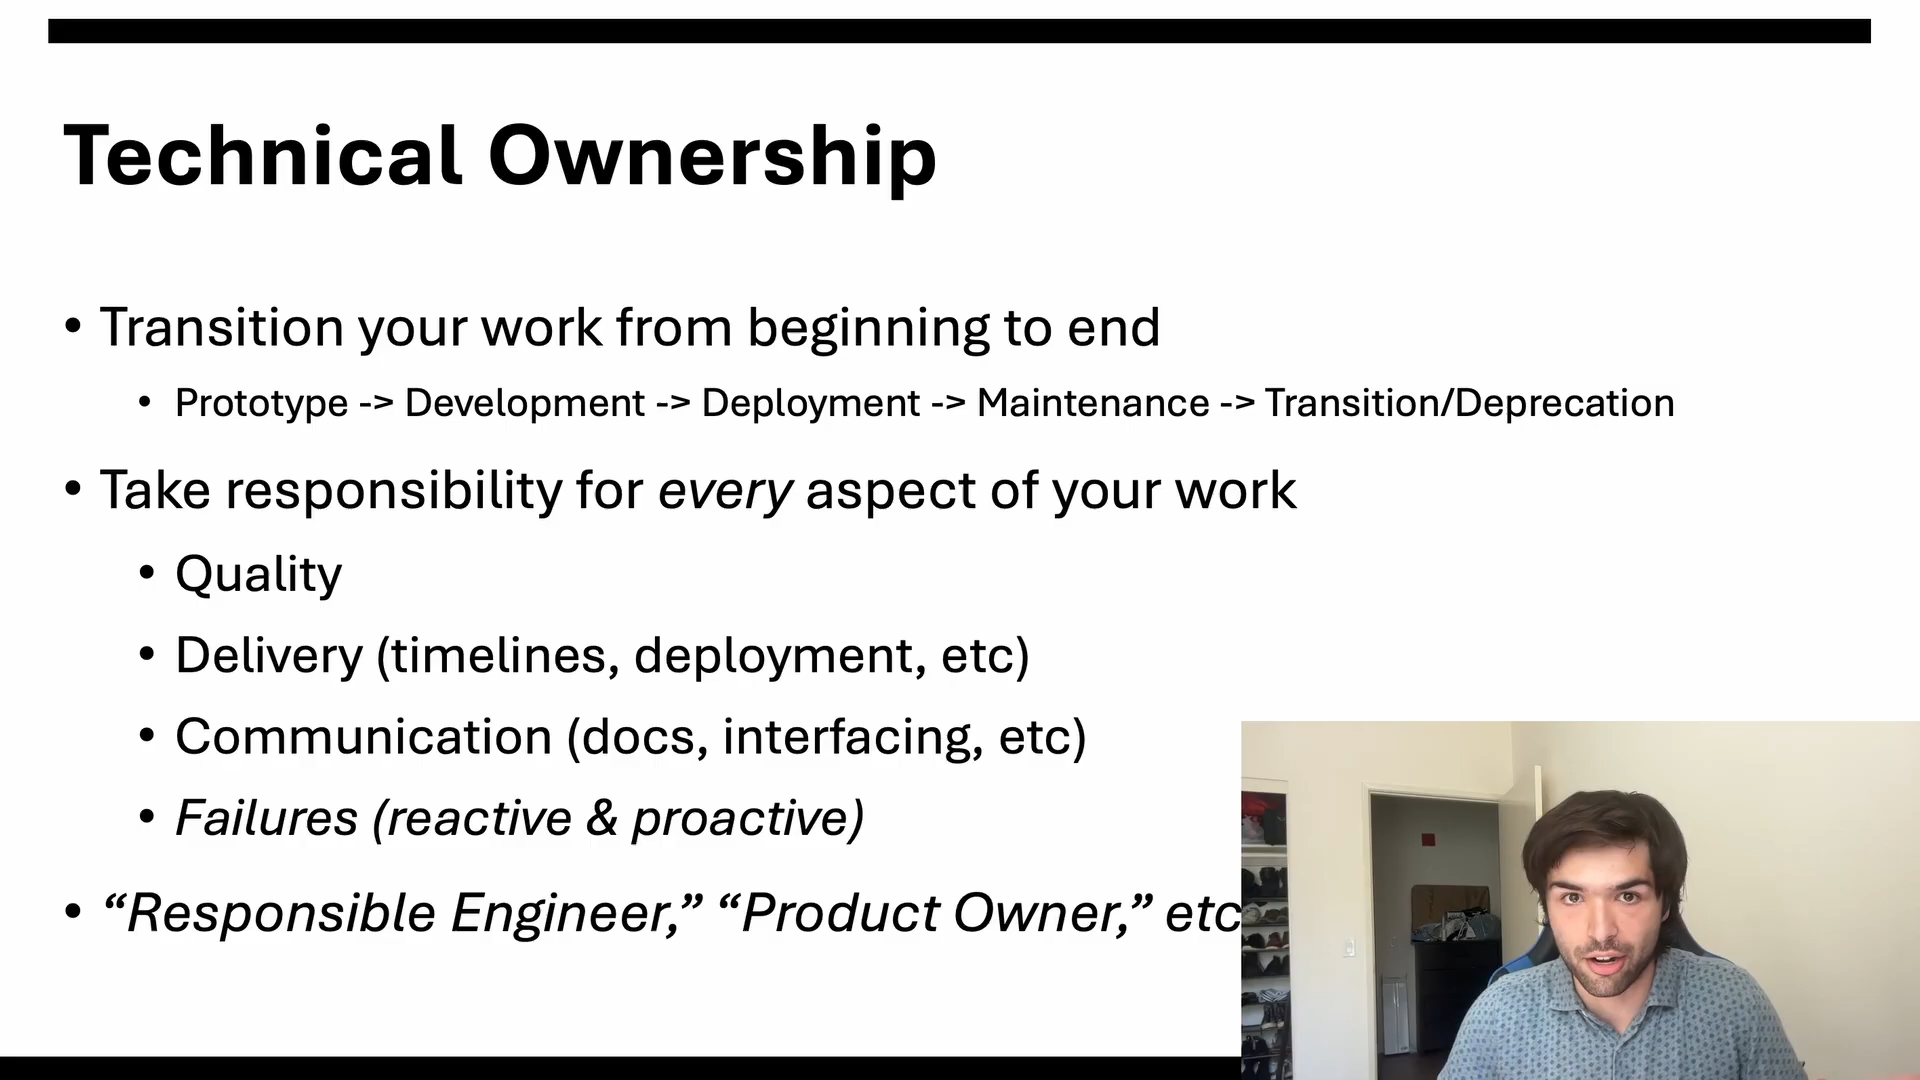 Technical Ownership
• Transition your work from beginning to end
• Prototype -> Development -> Deployment -> Maintenance -> Transition/Deprecation
• Take responsibility for every aspect of your work
• Quality
• Delivery (timelines, deployment, etc)
• Communication (docs, interfacing, etc)
• Failures (reactive & proactive)
• “Responsible Engineer,” “Product Owner,” etc